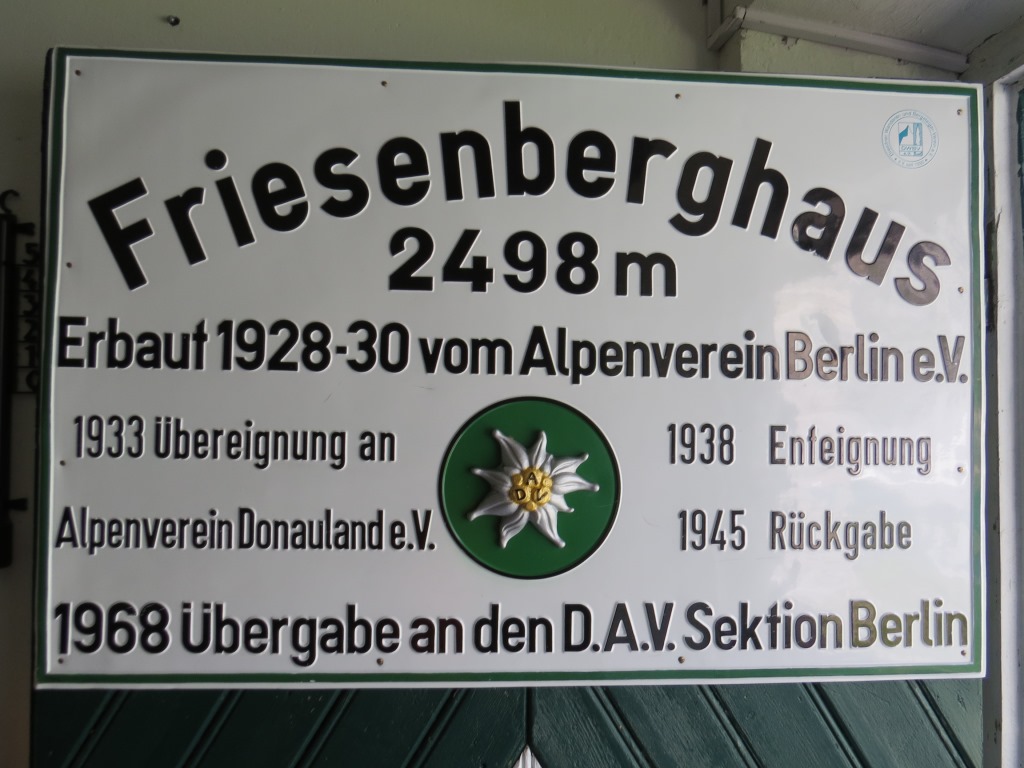 Friesenberghaus
2498 m
Erbaut 1928-30 vom Alpenverein Berlin e.V.
1933 Übereignung an
Alpenverein Donauland e.V.
D A V
1938 Enteignung
1945 Rückgabe
1968 Übergabe an den D.A.V. Sektion Berlin